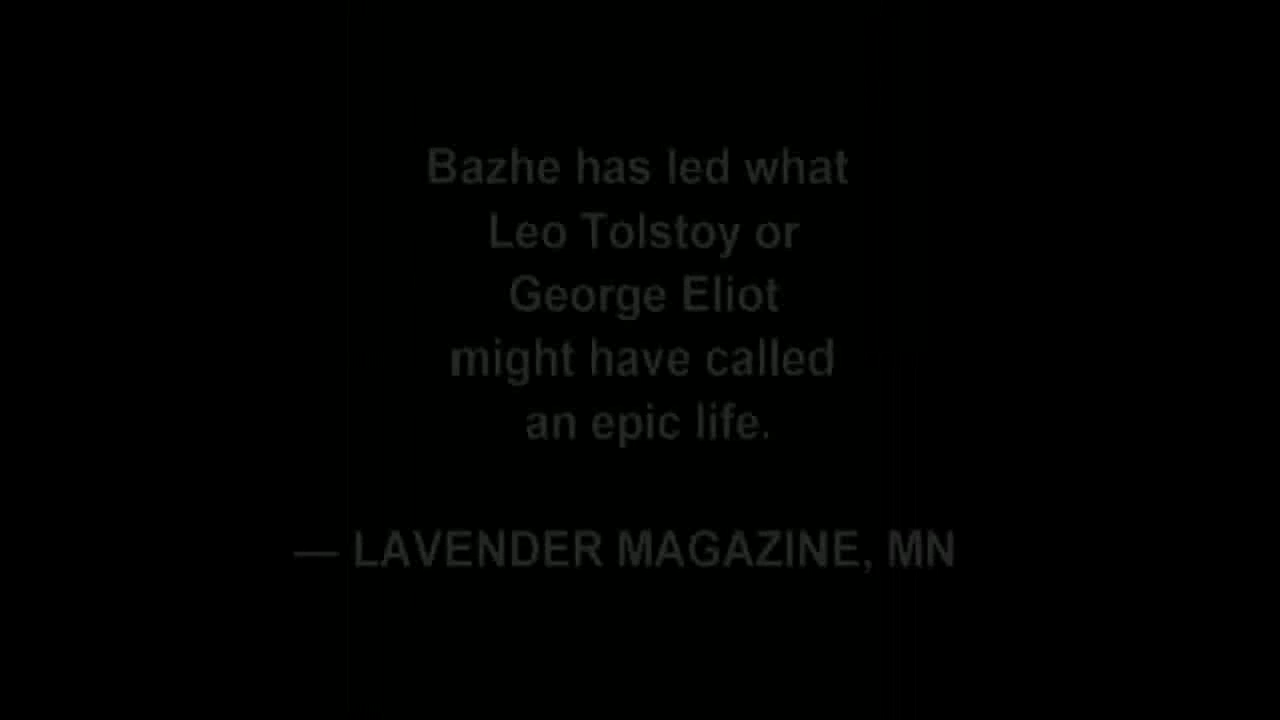 Bazhe has led what
Leo Tolstoy or
George Eliot
might have called
an epic life.
— LAVENDER MAGAZINE, MN